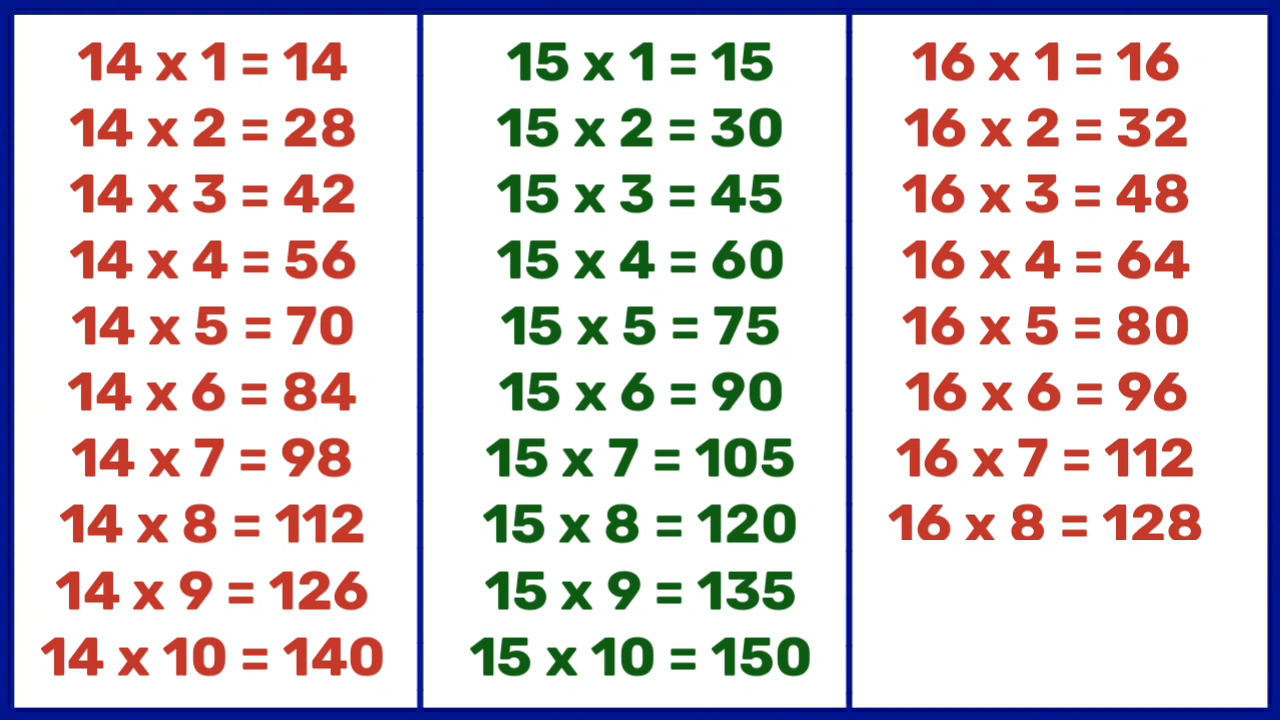 14 x 1 = 14
14 x 2 = 28
14 x 3 = 42
14 x 4 = 56
14 x 5 = 70
14 x 6 = 84
14 x 7 = 98
14 x 8 = 112
14 x 9 = 126
14 x 10 = 140
15 x 1 = 15
15 x 2 = 30
15 x 3 = 45
15 x 4 = 60
15 x 5 = 75
15 x 6 = 90
15 x 7 = 105
15 x 8 = 120
15 x 9 = 135
15 x 10 = 150
16 x 1 = 16
16 x 2 = 32
16 x 3 = 48
16 x 4 = 64
16 x 5 = 80
16 x 6 = 96
16 x 7 = 112
16 x 8 = 128